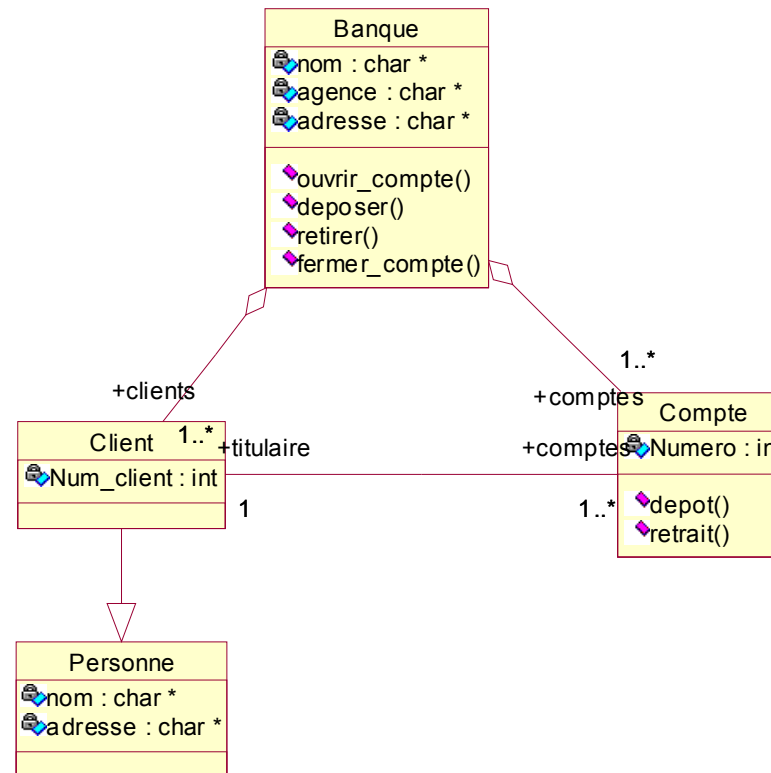 Banque
nom : char *
agence : char *
adresse : char *
ouvrir_compte()
deposer()
retirer()
fermer_compte()
1..*
+clients
+comptes
Client
1..*
+titulaire
+comptes
Compte
Num_client : int
Numero : in
1
1..*
depot()
retrait()
Personne
nom : char *
adresse : char *